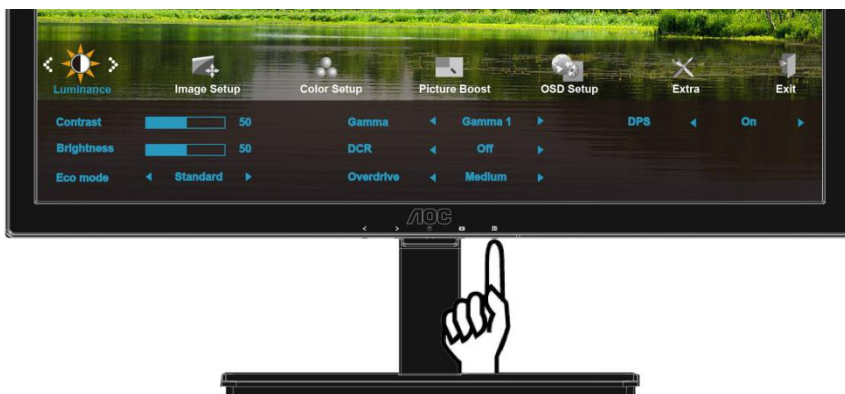 Luminance Image Setup Color Setup Picture Boost OSD Setup Extra Exit
Contrast 50 Gamma Gamma 1 DPS On
Brightness 50 DCR Off
Eco mode Standard Overdrive Medium
AOC